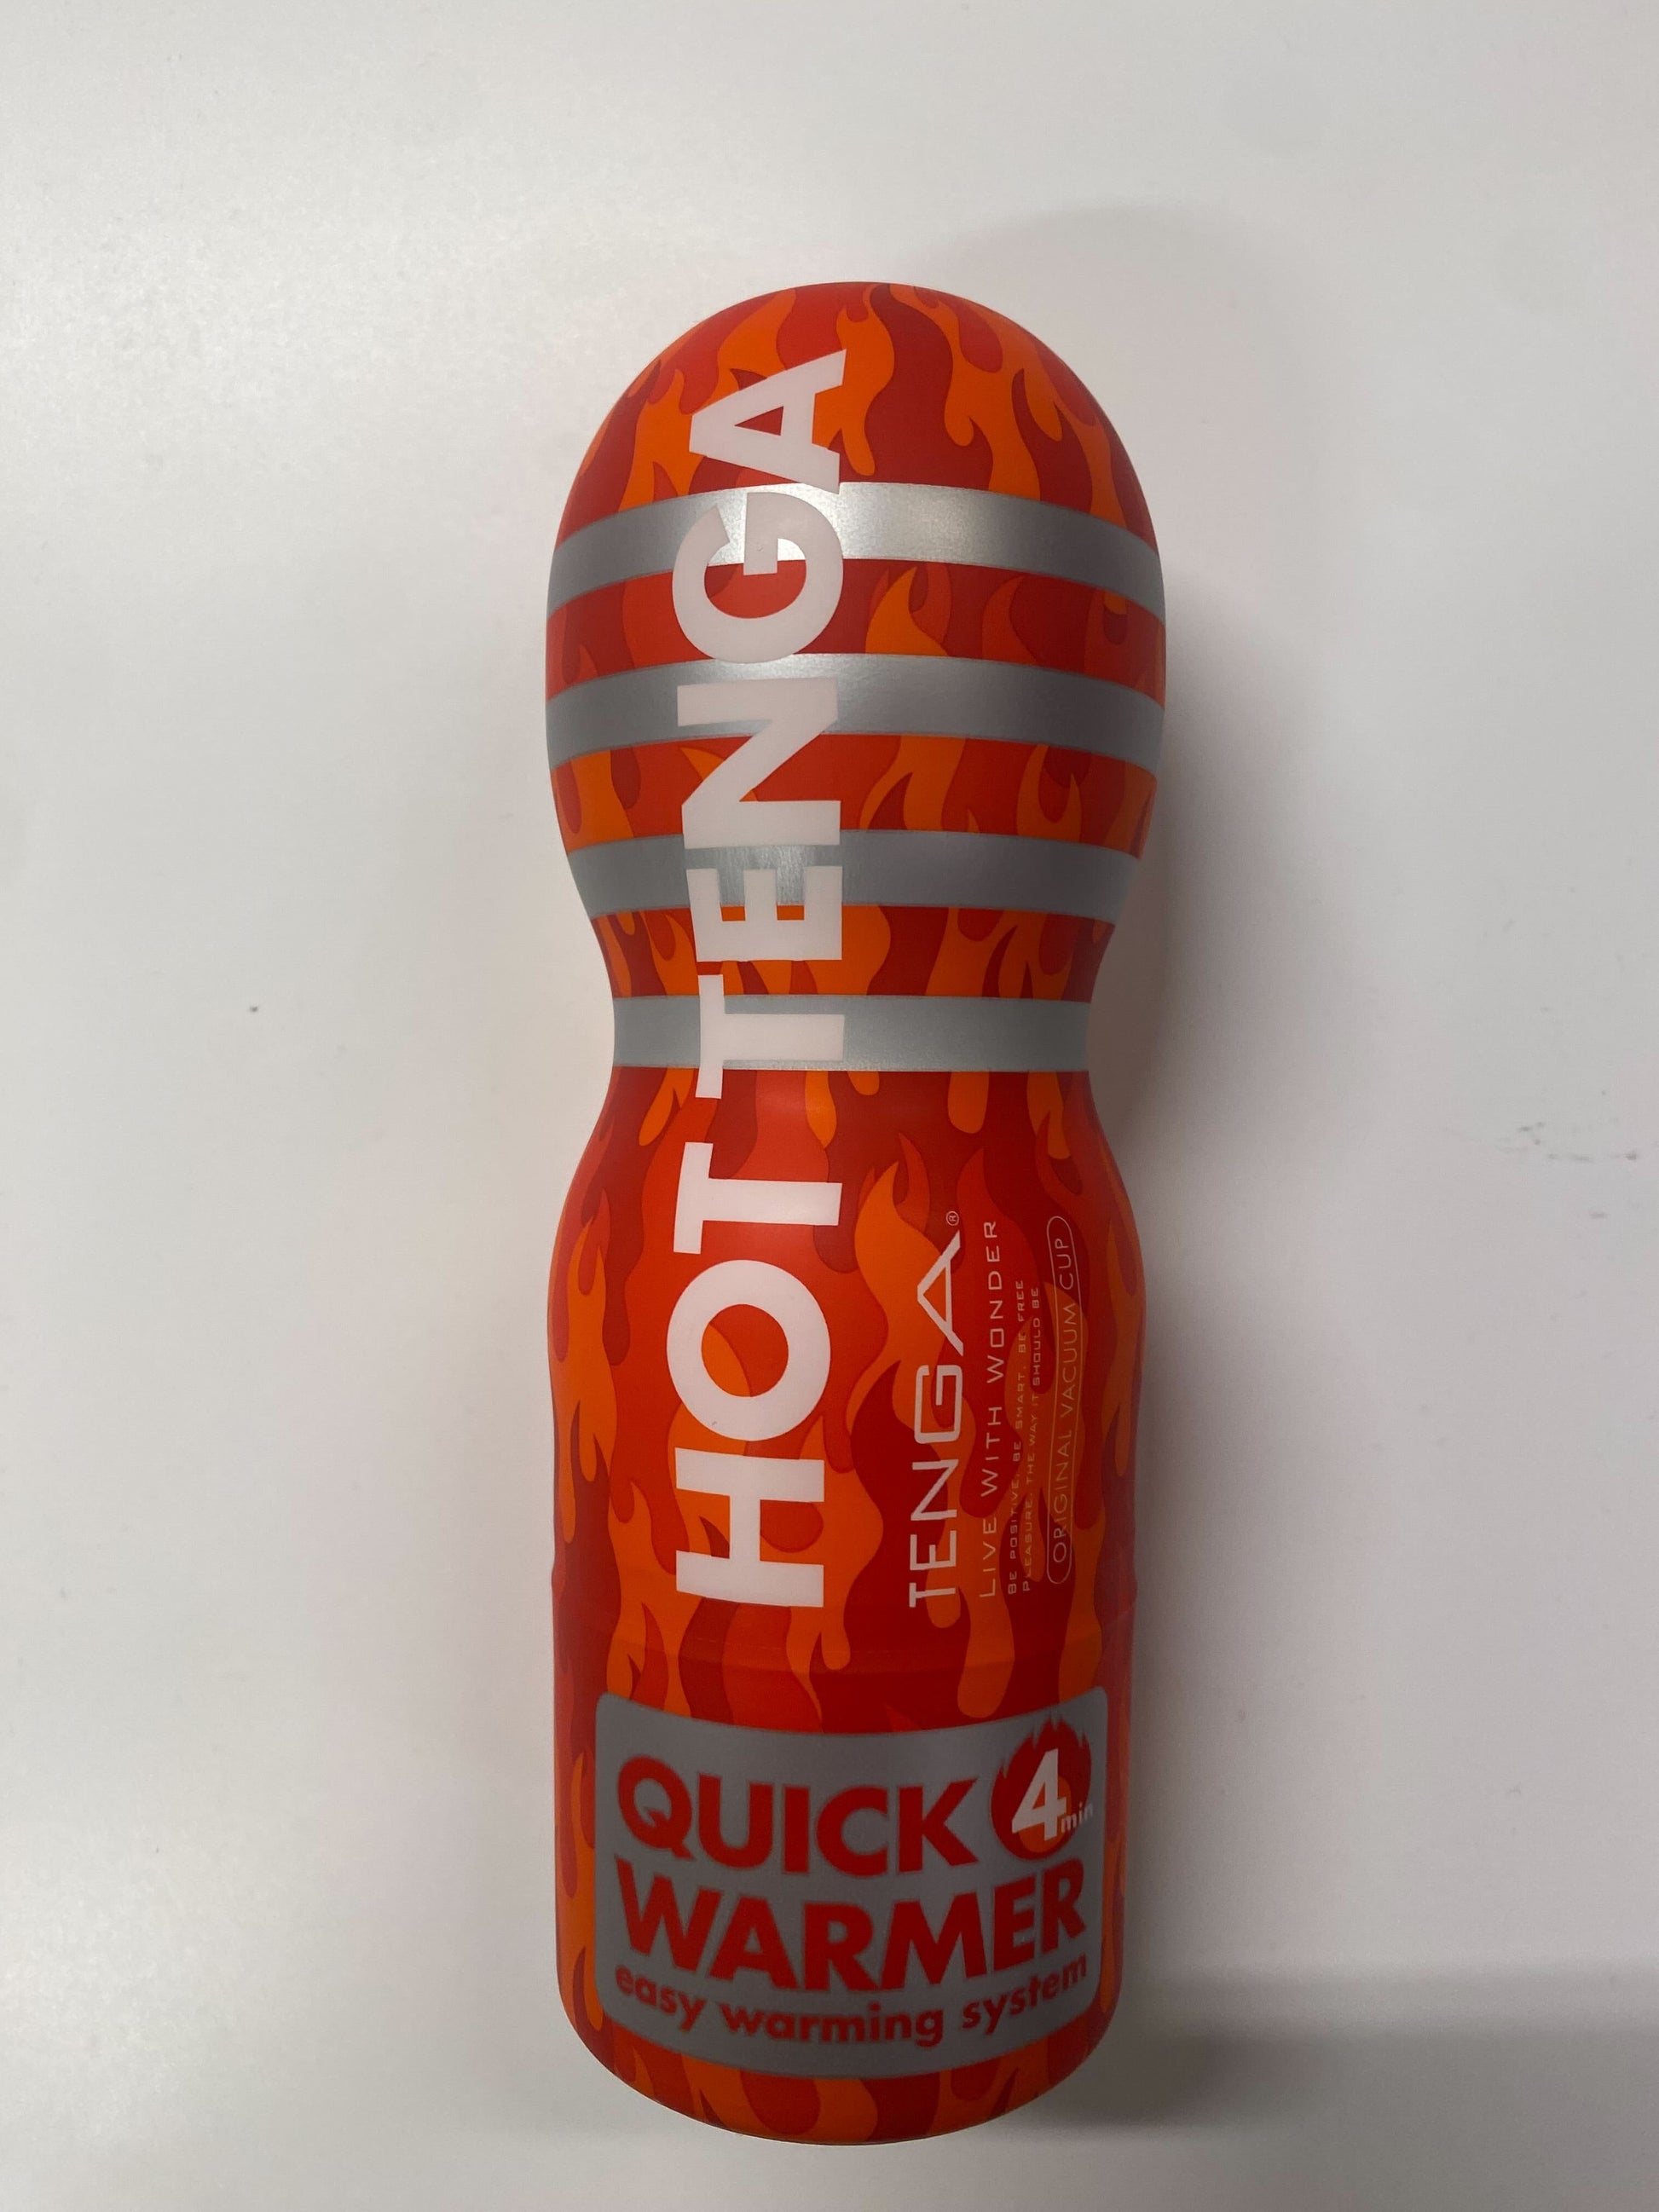 HOT TENGA
TENGA®
LIVE WITH WONDER
BE POSITIVE. BE SMART. BE FREE
PLEASURE, THE WAY IT SHOULD BE
ORIGINAL VACUUM CUP
QUICK 4min
WARMER
easy warming system